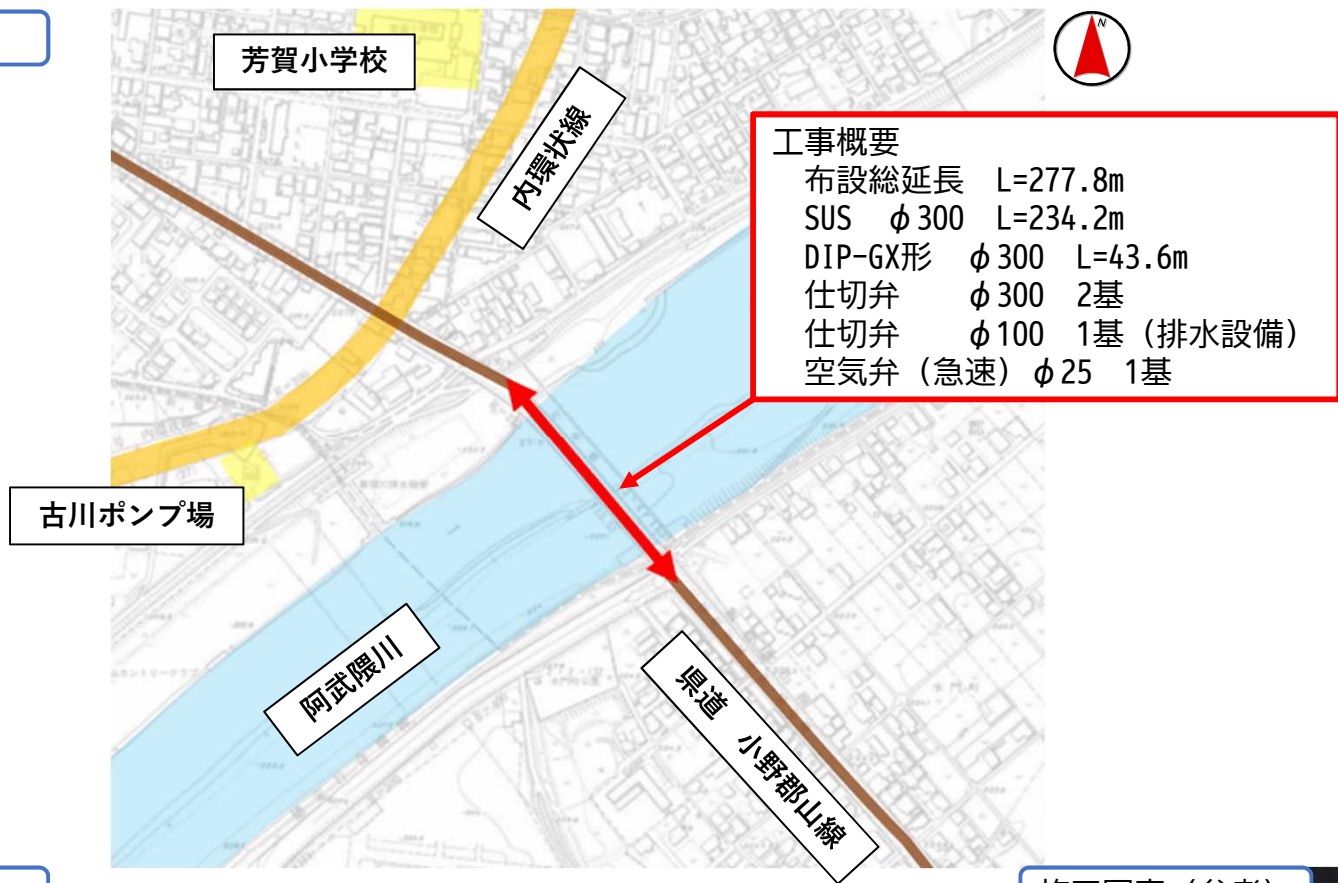 芳賀小学校
N
内環状線
工事概要
布設総延長 L=277.8m
SUS φ300 L=234.2m
DIP-GX形 φ300 L=43.6m
仕切弁 φ300 2基
仕切弁 φ100 1基（排水設備）
空気弁（急速）φ25 1基
古川ポンプ場
阿武隈川
県道 小野郡山線